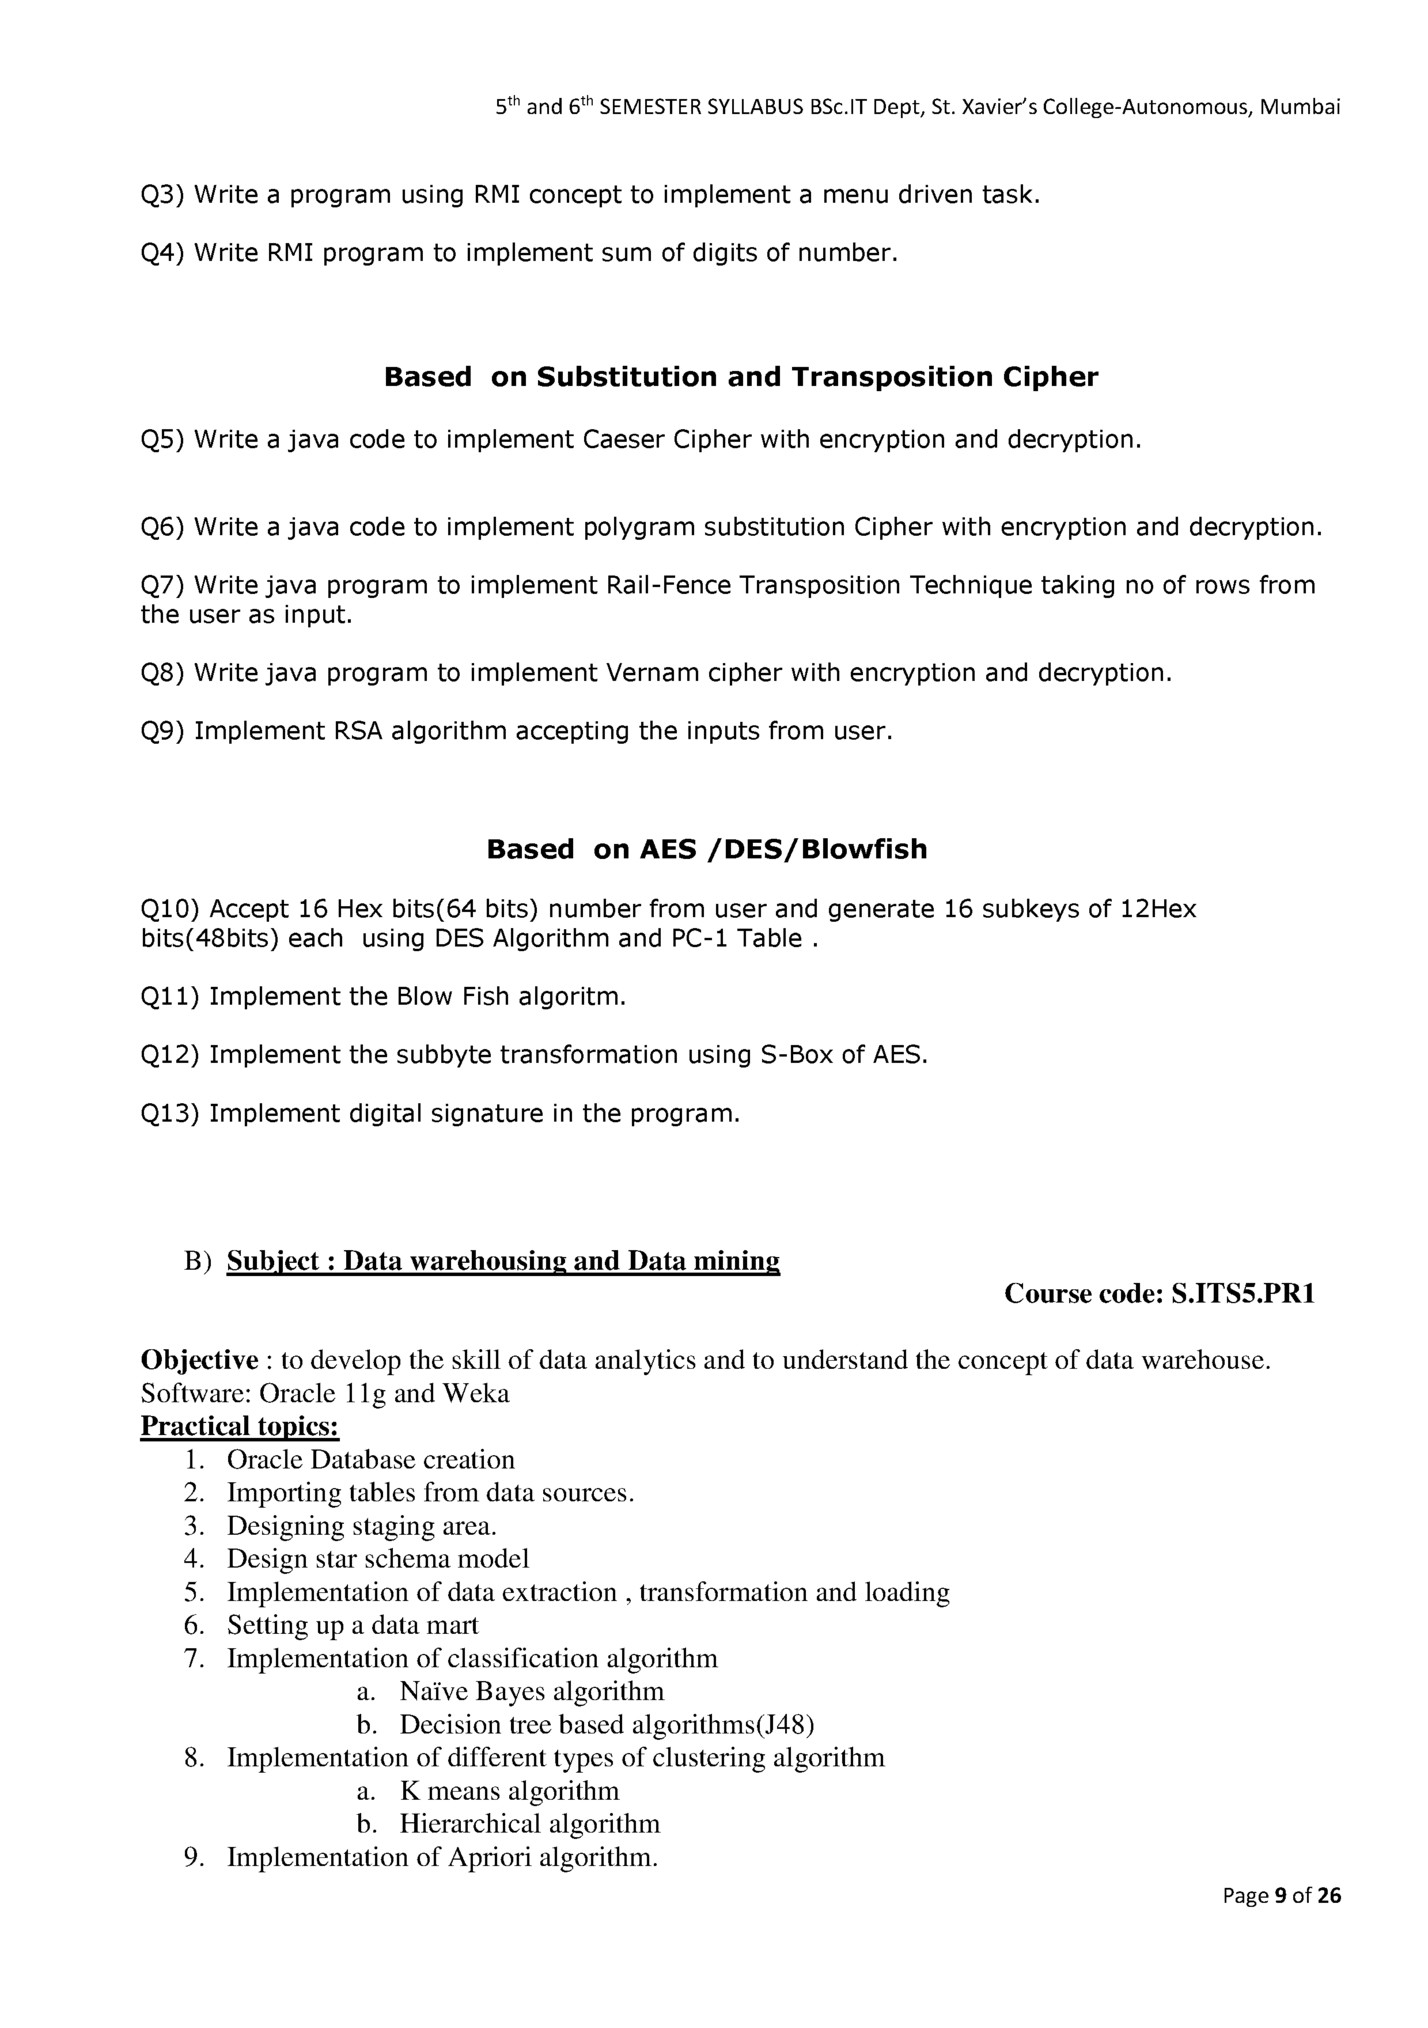 5th and 6th SEMESTER SYLLABUS BSc.IT Dept, St. Xavier’s College-Autonomous, Mumbai
Q3) Write a program using RMI concept to implement a menu driven task.
Q4) Write RMI program to implement sum of digits of number.
Based  on Substitution and Transposition Cipher
Q5) Write a java code to implement Caeser Cipher with encryption and decryption.
Q6) Write a java code to implement polygram substitution Cipher with encryption and decryption.
Q7) Write java program to implement Rail-Fence Transposition Technique taking no of rows from
the user as input.
Q8) Write java program to implement Vernam cipher with encryption and decryption.
Q9) Implement RSA algorithm accepting the inputs from user.
Based  on AES /DES/Blowfish
Q10) Accept 16 Hex bits(64 bits) number from user and generate 16 subkeys of 12Hex
bits(48bits) each  using DES Algorithm and PC-1 Table .
Q11) Implement the Blow Fish algoritm.
Q12) Implement the subbyte transformation using S-Box of AES.
Q13) Implement digital signature in the program.
B) Subject : Data warehousing and Data mining
Course code: S.ITS5.PR1
Objective : to develop the skill of data analytics and to understand the concept of data warehouse.
Software: Oracle 11g and Weka
Practical topics:
1. Oracle Database creation
2. Importing tables from data sources.
3. Designing staging area.
4. Design star schema model
5. Implementation of data extraction , transformation and loading
6. Setting up a data mart
7. Implementation of classification algorithm
a. Naïve Bayes algorithm
b. Decision tree based algorithms(J48)
8. Implementation of different types of clustering algorithm
a. K means algorithm
b. Hierarchical algorithm
9. Implementation of Apriori algorithm.
Page 9 of 26